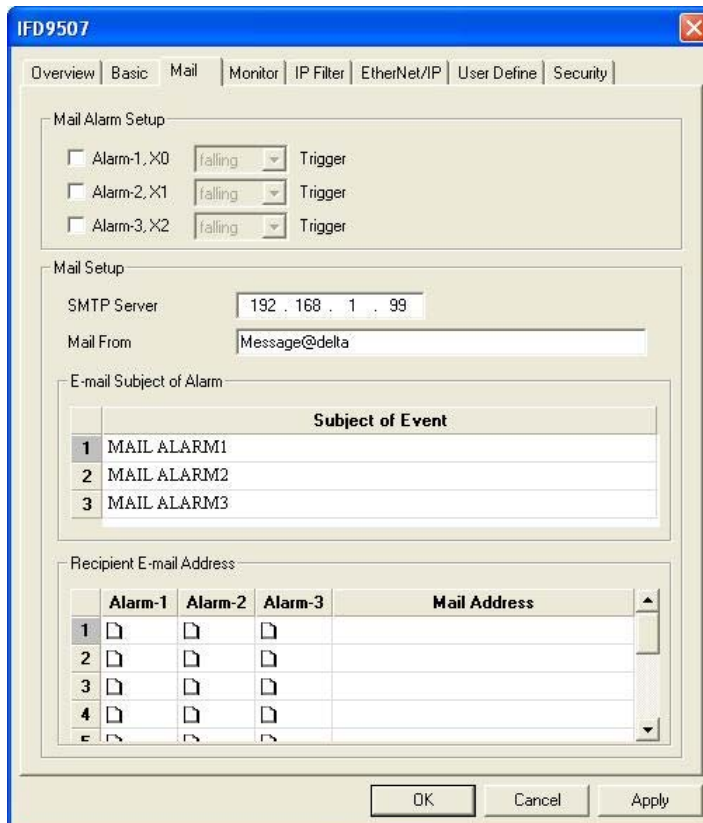 IFD9507
Overview Basic Mail Monitor IP Filter EtherNet/IP User Define Security
Mail Alarm Setup
Alarm-1, X0 falling Trigger
Alarm-2, X1 falling Trigger
Alarm-3, X2 falling Trigger
Mail Setup
SMTP Server 192 . 168 . 1 . 99
Mail From Message@delta
E-mail Subject of Alarm
Subject of Event
1 MAIL ALARM1
2 MAIL ALARM2
3 MAIL ALARM3
Recipient E-mail Address
Alarm-1 Alarm-2 Alarm-3 Mail Address
1
2
3
4
5
OK Cancel Apply